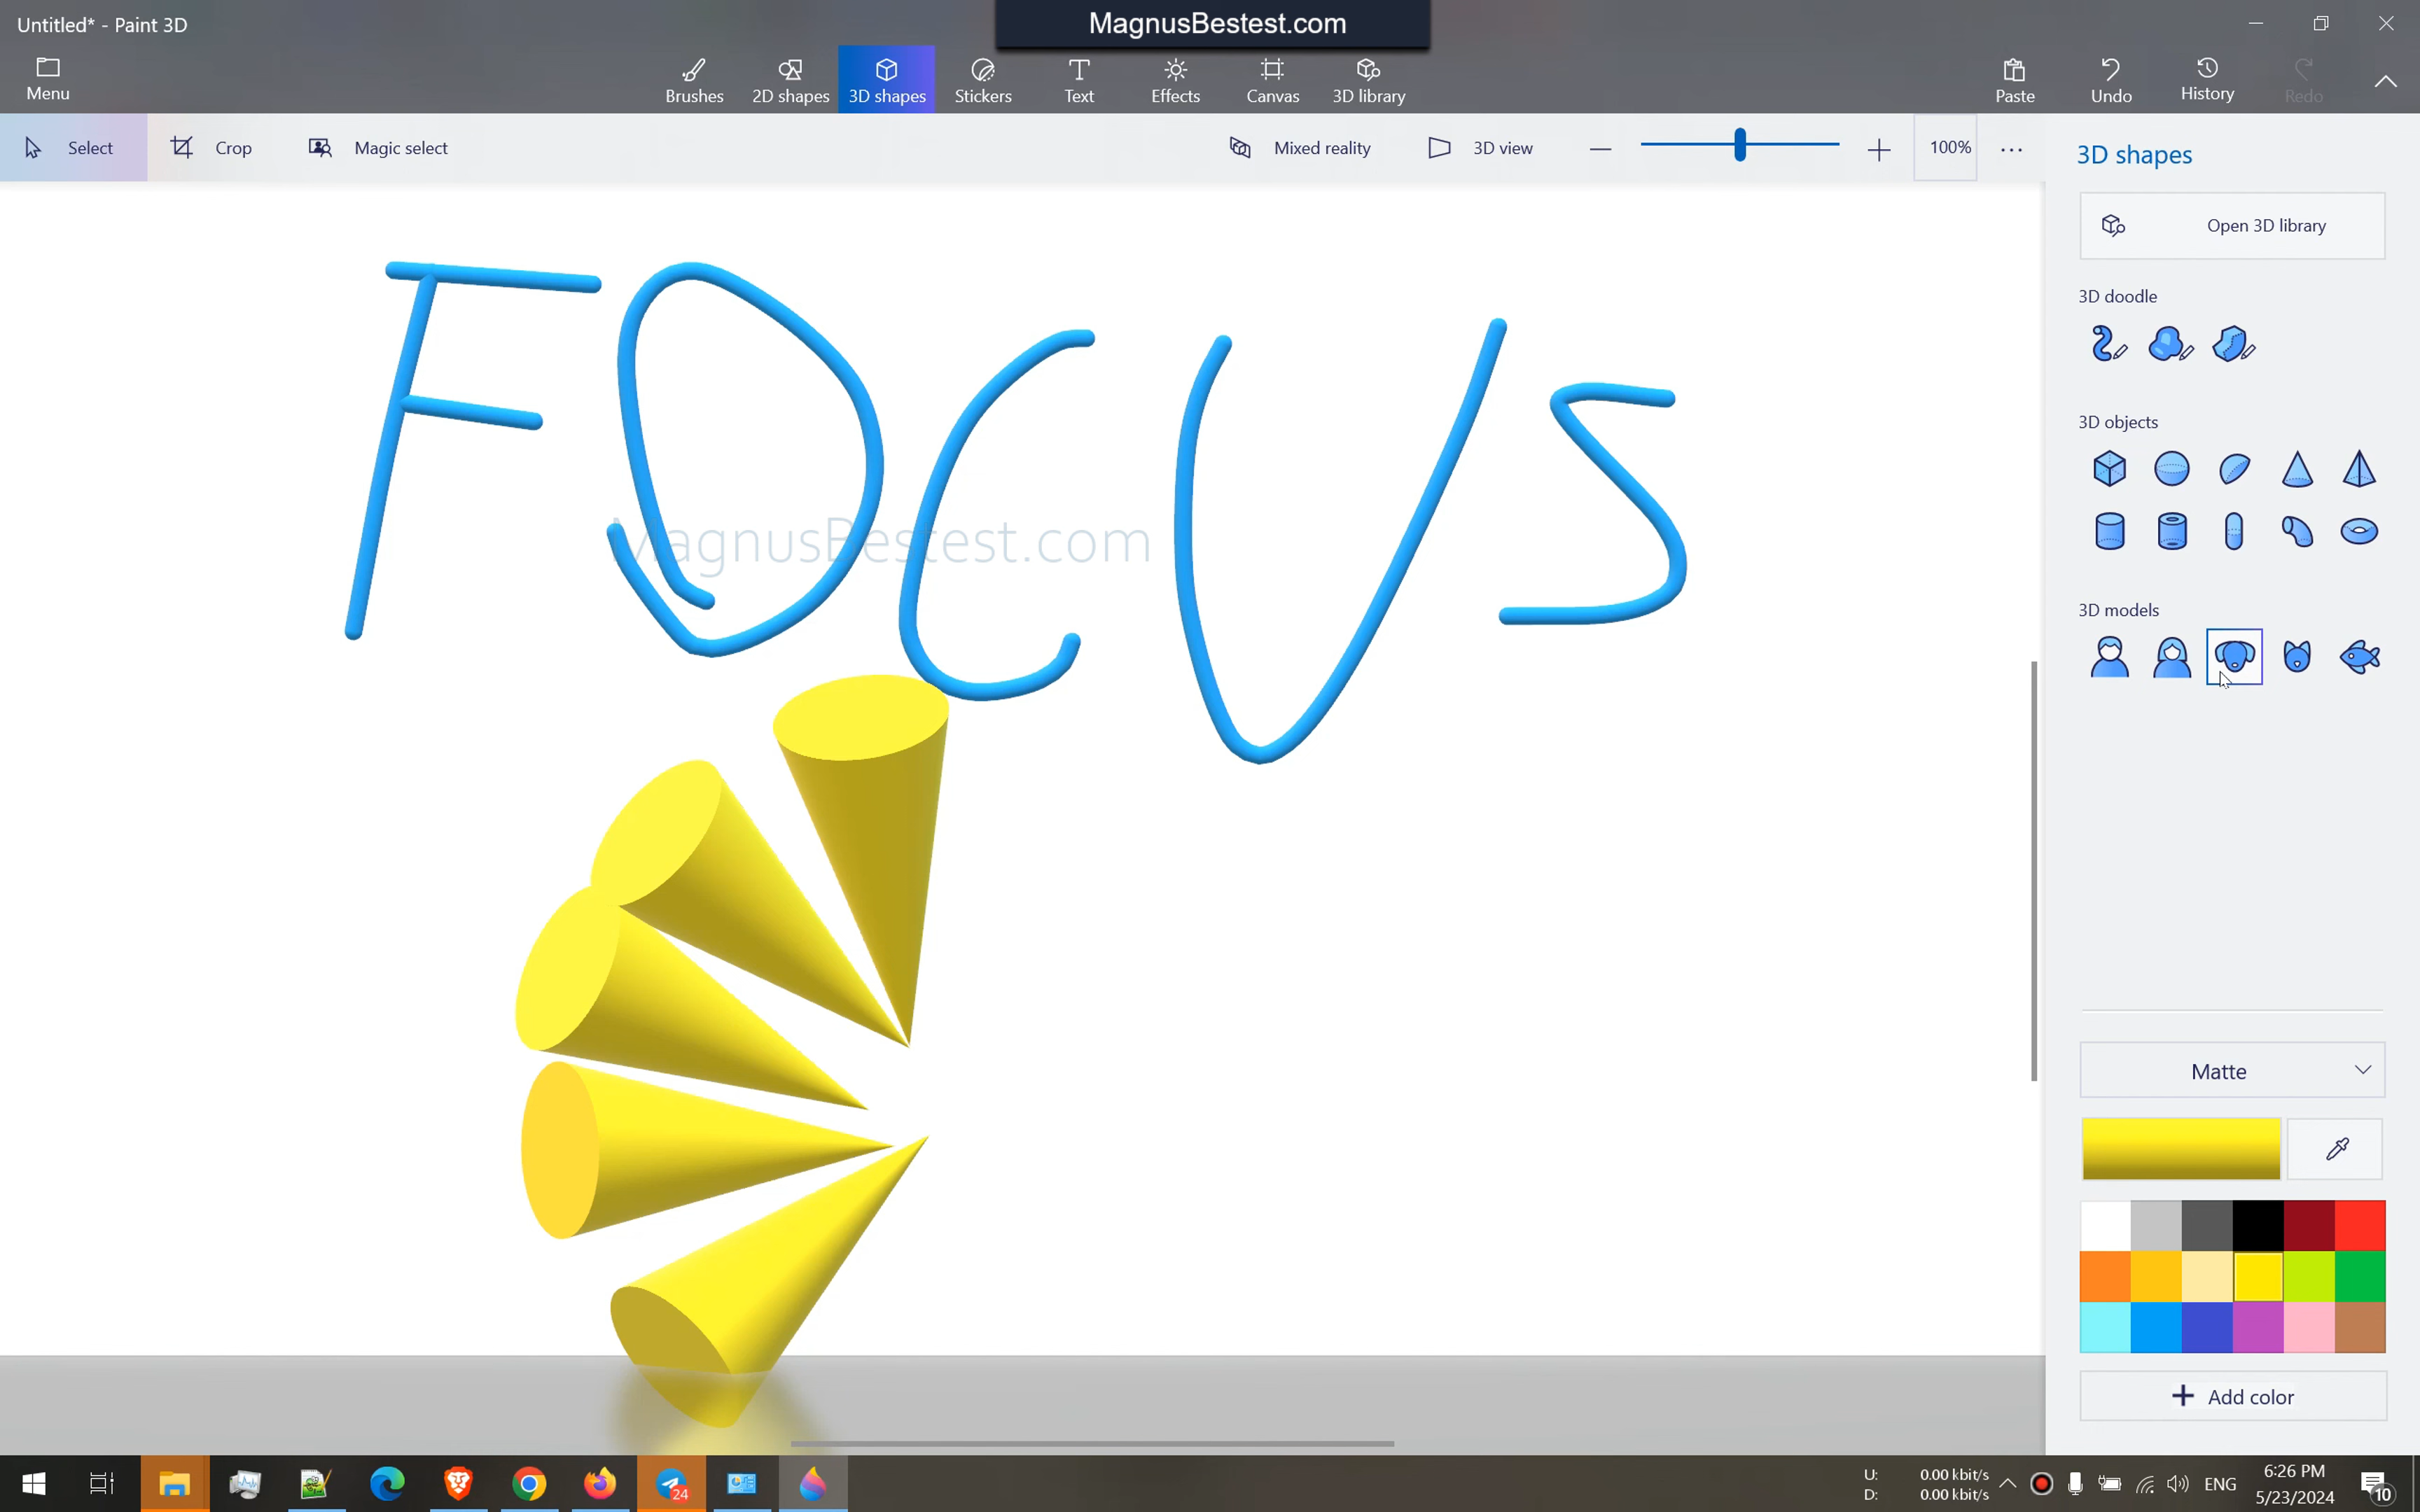 Untitled* - Paint 3D
MagnusBestest.com
Menu
Brushes
2D shapes
3D shapes
Stickers
Text
Effects
Canvas
3D library
Paste
Undo
History
Redo
Select
Crop
Magic select
Mixed reality
3D view
100%
3D shapes
Open 3D library
3D doodle
FOCUS
3D objects
MagnusBestest.com
3D models
Matte
Add color
24
U: 0.00 kbit/s
D: 0.00 kbit/s
ENG
6:26 PM
5/23/2024
10